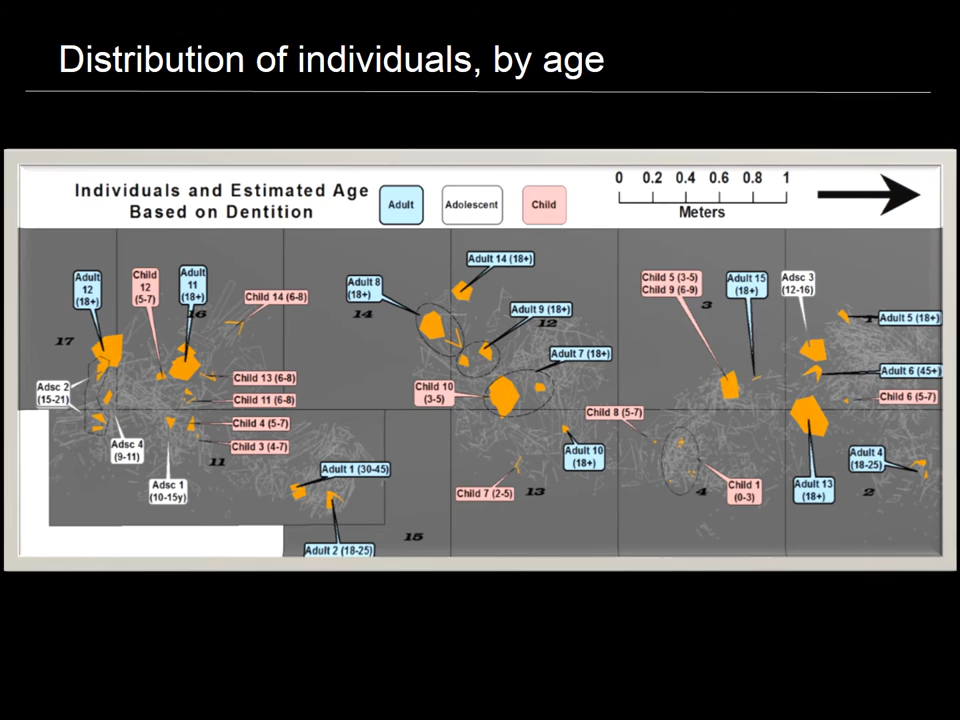 Distribution of individuals, by age
Individuals and Estimated Age
Based on Dentition
Adult
Adolescent
Child
0 0.2 0.4 0.6 0.8 1
Meters
Adult
12
(18+)
Child
12
(5-7)
Adult
11
(18+)
16
Child 14 (6-8)
17
Adsc 2
(15-21)
Child 13 (6-8)
Child 11 (6-8)
Child 4 (5-7)
Child 3 (4-7)
Adsc 4
(9-11)
11
Adsc 1
(10-15y)
Adult 1 (30-45)
Adult 2 (18-25)
15
Adult 8
(18+)
14
Adult 14 (18+)
Adult 9 (18+)
12
Adult 7 (18+)
Child 10
(3-5)
Adult 10
(18+)
Child 7 (2-5)
13
Child 5 (3-5)
Child 9 (6-9)
3
Adult 15
(18+)
Adsc 3
(12-16)
1
Adult 5 (18+)
Adult 6 (45+)
Child 6 (5-7)
Child 8 (5-7)
4
Child 1
(0-3)
Adult 13
(18+)
Adult 4
(18-25)
2